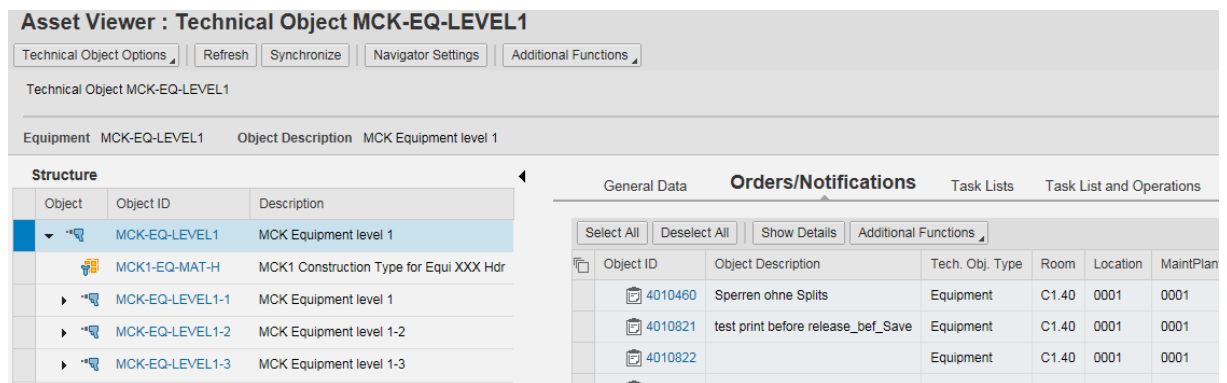 Asset Viewer : Technical Object MCK-EQ-LEVEL1
Technical Object Options Refresh Synchronize Navigator Settings Additional Functions
Technical Object MCK-EQ-LEVEL1
Equipment MCK-EQ-LEVEL1 Object Description MCK Equipment level 1
Structure
Object Object ID Description
MCK-EQ-LEVEL1 MCK Equipment level 1
MCK1-EQ-MAT-H MCK1 Construction Type for Equi XXX Hdr
MCK-EQ-LEVEL1-1 MCK Equipment level 1
MCK-EQ-LEVEL1-2 MCK Equipment level 1-2
MCK-EQ-LEVEL1-3 MCK Equipment level 1-3
General Data Orders/Notifications Task Lists Task List and Operations
Select All Deselect All Show Details Additional Functions
Object ID Object Description Tech. Obj. Type Room Location MaintPlant
4010460 Sperren ohne Splits Equipment C1.40 0001 0001
4010821 test print before release_bef_Save Equipment C1.40 0001 0001
4010822 Equipment C1.40 0001 0001